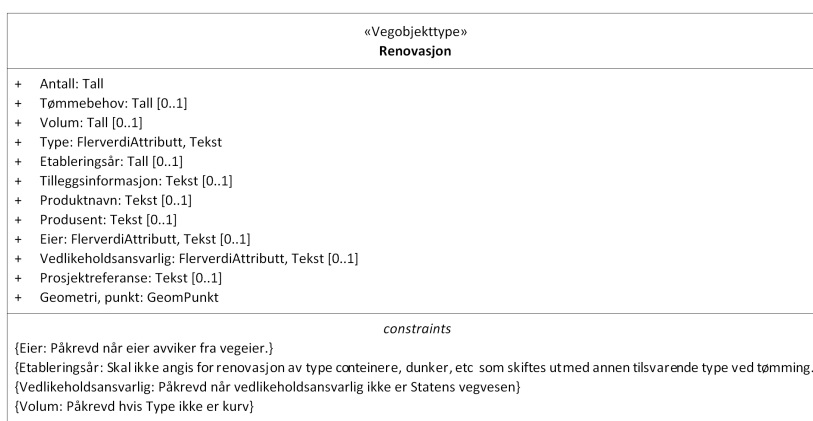 «Vegobjekttype»
Renovasjon
+ Antall: Tall
+ Tømmebehov: Tall [0..1]
+ Volum: Tall [0..1]
+ Type: FlerverdiAttributt, Tekst
+ Etableringsår: Tall [0..1]
+ Tilleggsinformasjon: Tekst [0..1]
+ Produktnavn: Tekst [0..1]
+ Produsent: Tekst [0..1]
+ Eier: FlerverdiAttributt, Tekst [0..1]
+ Vedlikeholdsansvarlig: FlerverdiAttributt, Tekst [0..1]
+ Prosjektreferanse: Tekst [0..1]
+ Geometri, punkt: GeomPunkt
constraints
{Eier: Påkrevd når eier avviker fra vegeier.}
{Etableringsår: Skal ikke angis for renovasjon av type conteinere, dunker, etc som skiftes ut med annen tilsvarende type ved tømming.
{Vedlikeholdsansvarlig: Påkrevd når vedlikeholdsansvarlig ikke er Statens vegvesen}
{Volum: Påkrevd hvis Type ikke er kurv}